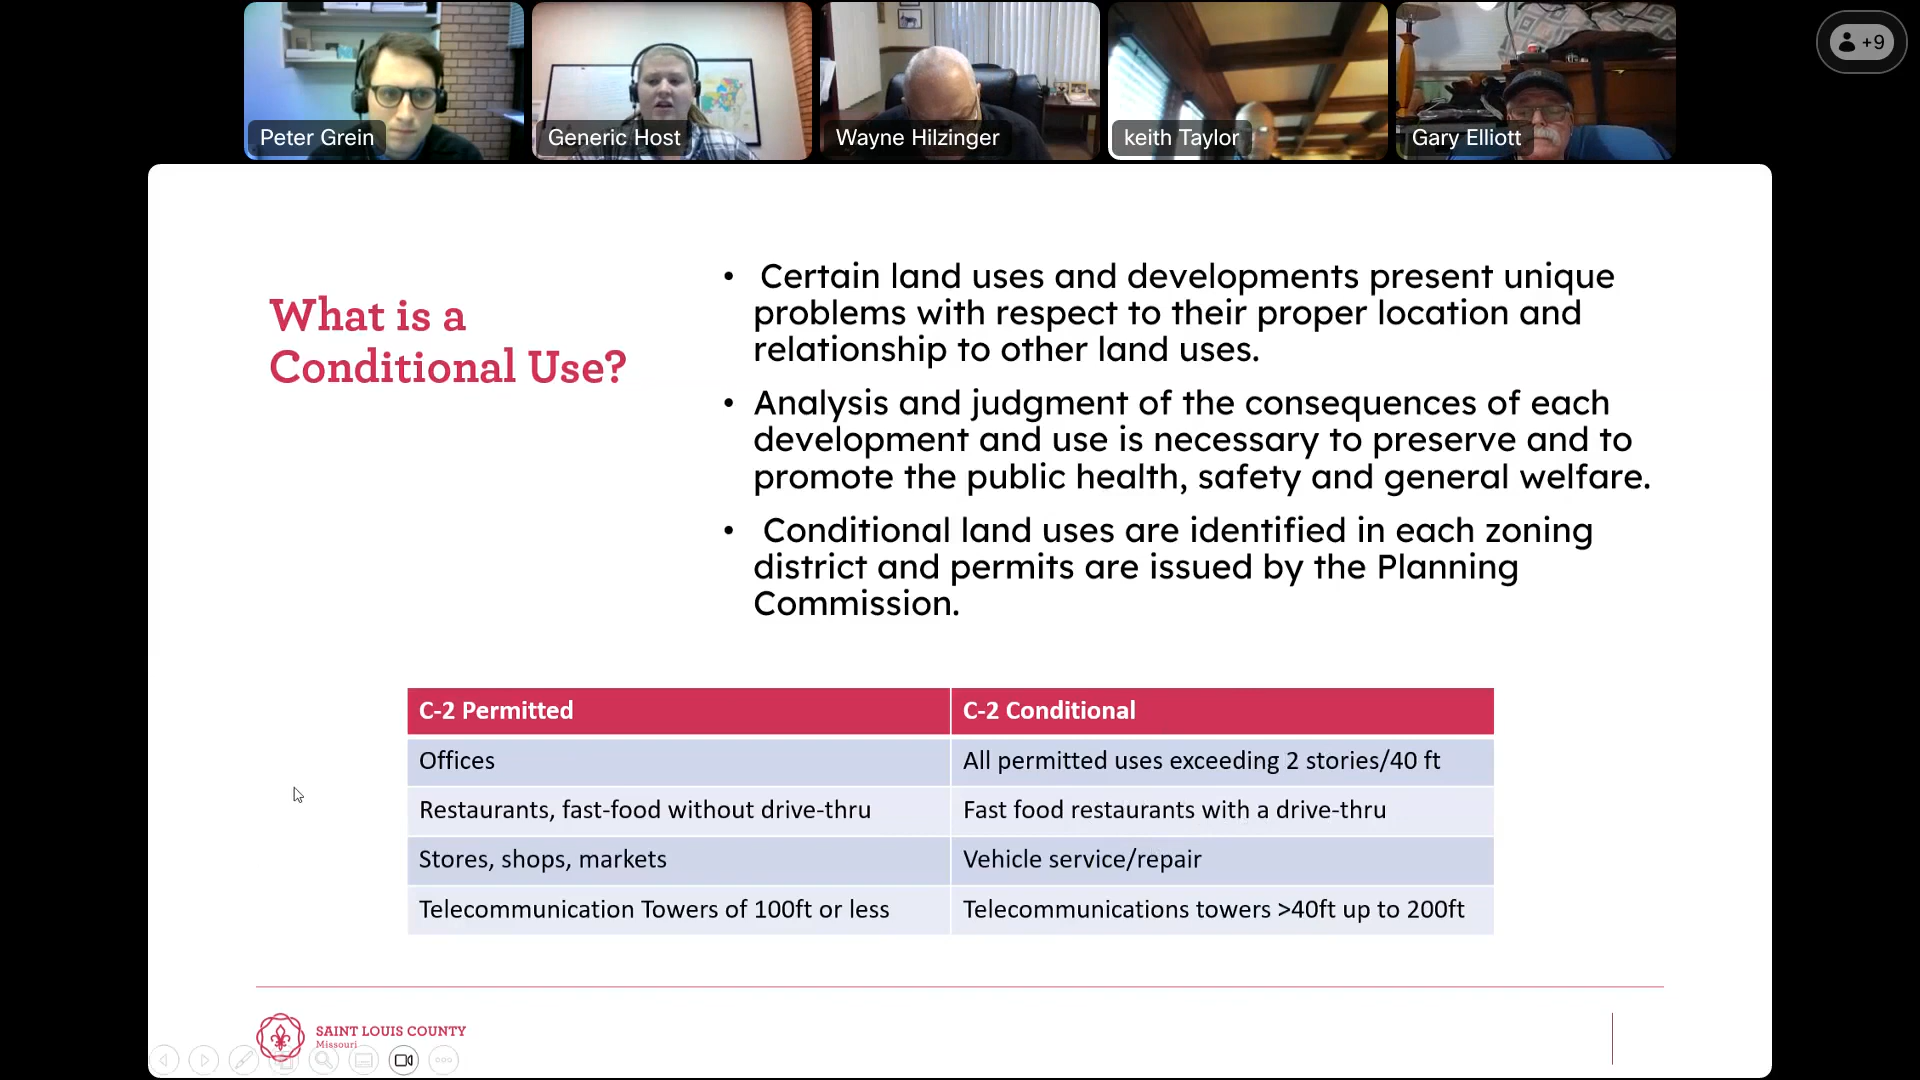 Peter Grein
Generic Host
Wayne Hilzinger
keith Taylor
Gary Elliott
+9
What is a
Conditional Use?
• Certain land uses and developments present unique
problems with respect to their proper location and
relationship to other land uses.
• Analysis and judgment of the consequences of each
development and use is necessary to preserve and to
promote the public health, safety and general welfare.
• Conditional land uses are identified in each zoning
district and permits are issued by the Planning
Commission.
C-2 Permitted C-2 Conditional
Offices All permitted uses exceeding 2 stories/40 ft
Restaurants, fast-food without drive-thru Fast food restaurants with a drive-thru
Stores, shops, markets Vehicle service/repair
Telecommunication Towers of 100ft or less Telecommunications towers >40ft up to 200ft
SAINT LOUIS COUNTY
Missouri